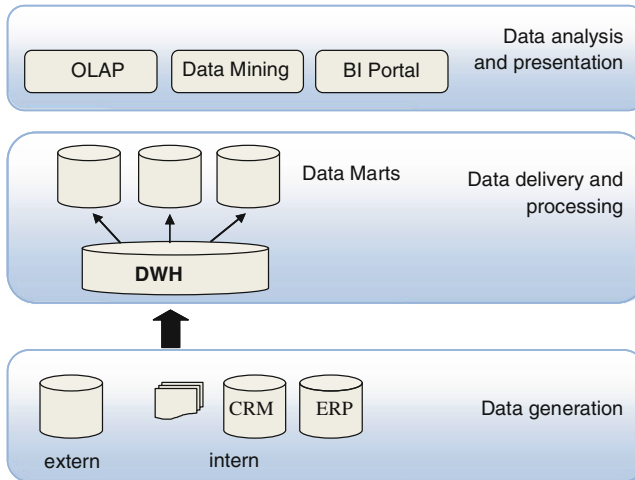 Data analysis
and presentation
OLAP
Data Mining
BI Portal
Data Marts
Data delivery and
processing
DWH
CRM
ERP
Data generation
extern
intern